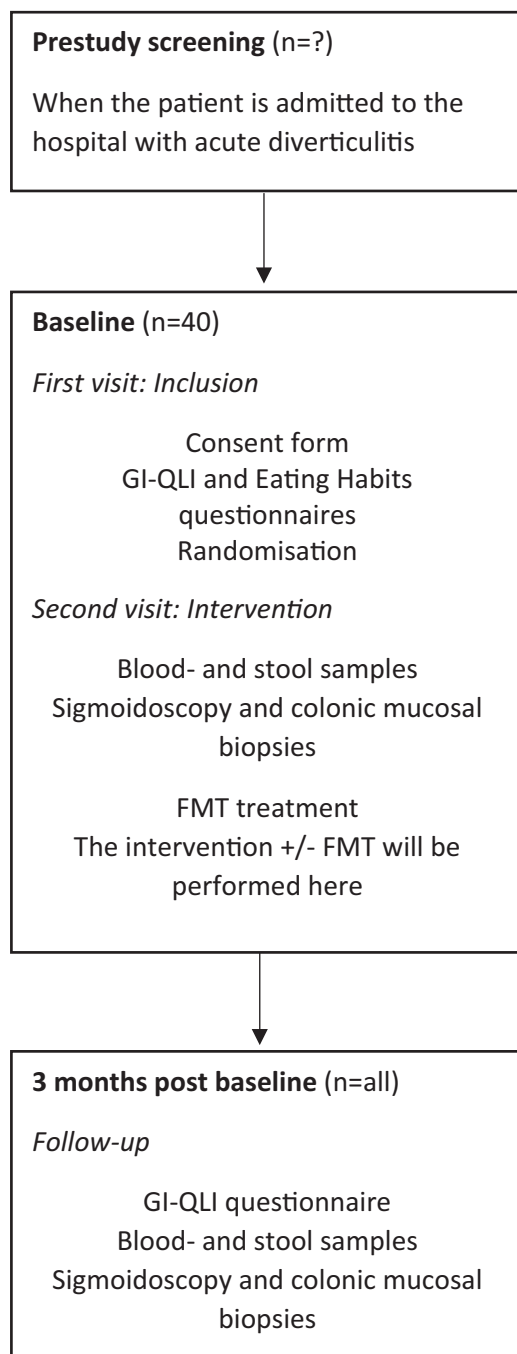 Prestudy screening (n=?)
When the patient is admitted to the
hospital with acute diverticulitis
Baseline (n=40)
First visit: Inclusion
Consent form
GI-QLI and Eating Habits
questionnaires
Randomisation
Second visit: Intervention
Blood- and stool samples
Sigmoidoscopy and colonic mucosal
biopsies
FMT treatment
The intervention +/- FMT will be
performed here
3 months post baseline (n=all)
Follow-up
GI-QLI questionnaire
Blood- and stool samples
Sigmoidoscopy and colonic mucosal
biopsies